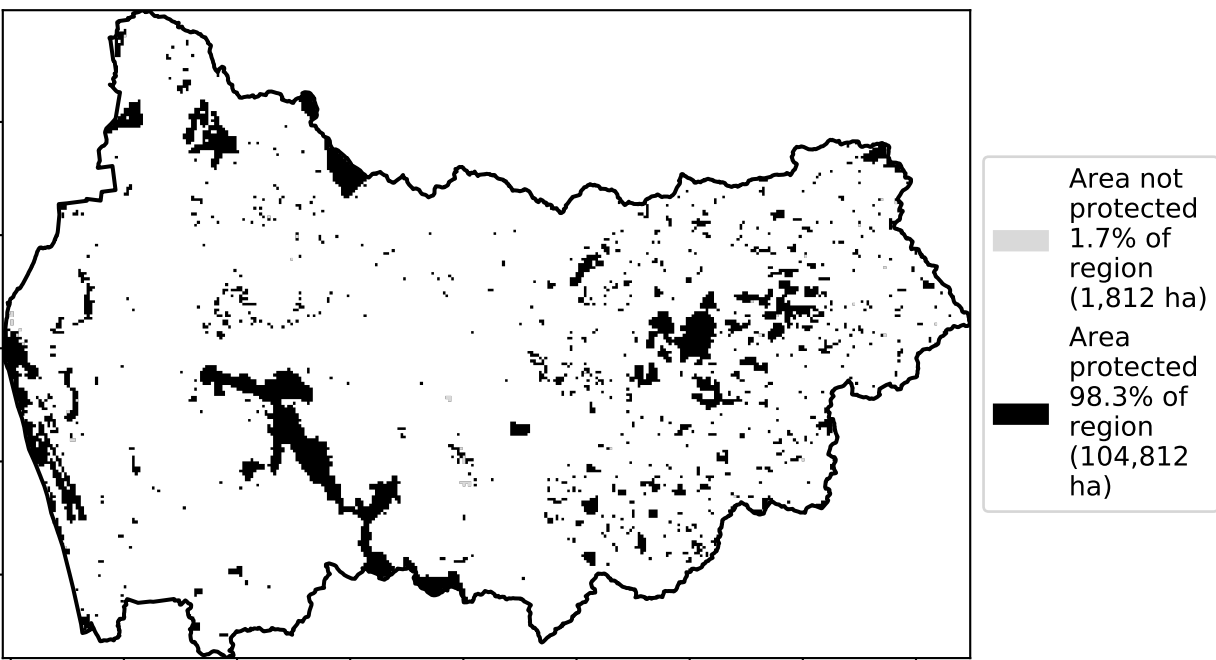 Area not
protected
1.7% of
region
(1,812 ha)
Area
protected
98.3% of
region
(104,812
ha)